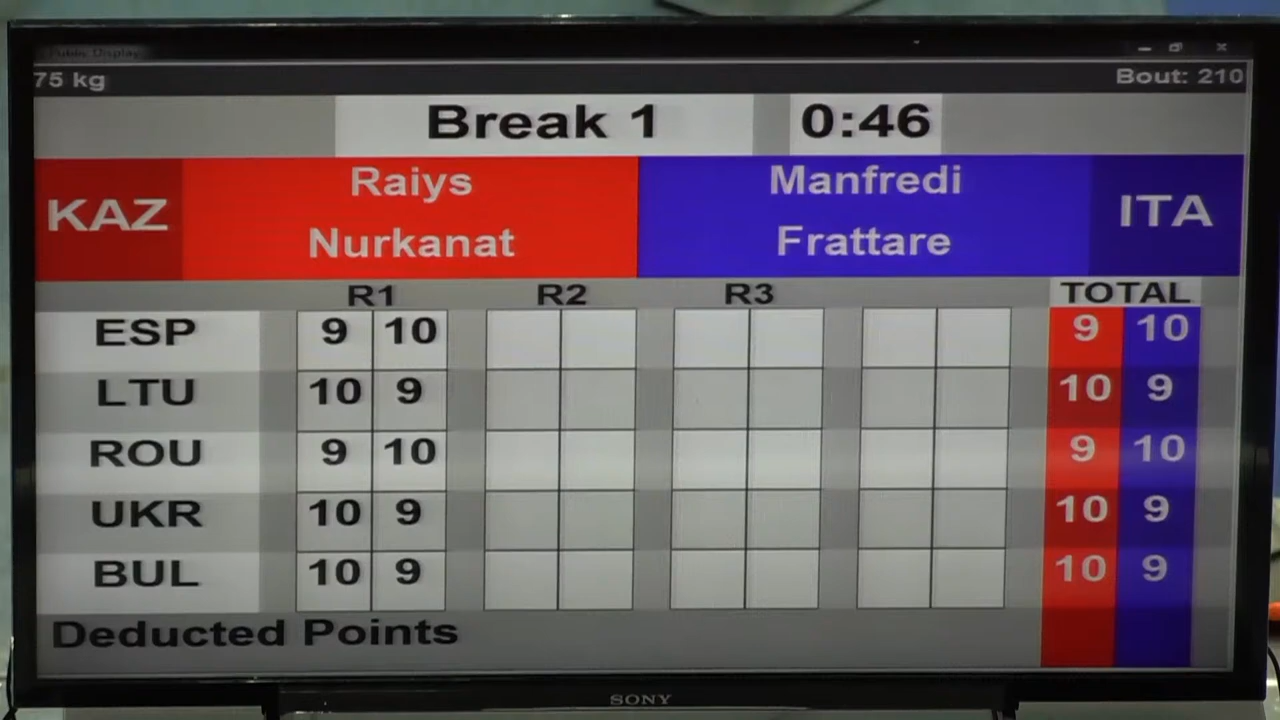 Public Display
75 kg Bout: 210
Break 1 0:46
KAZ Raiys Nurkanat Manfredi Frattare ITA
R1 R2 R3 TOTAL
ESP 9 10 9 10
LTU 10 9 10 9
ROU 9 10 9 10
UKR 10 9 10 9
BUL 10 9 10 9
Deducted Points
SONY